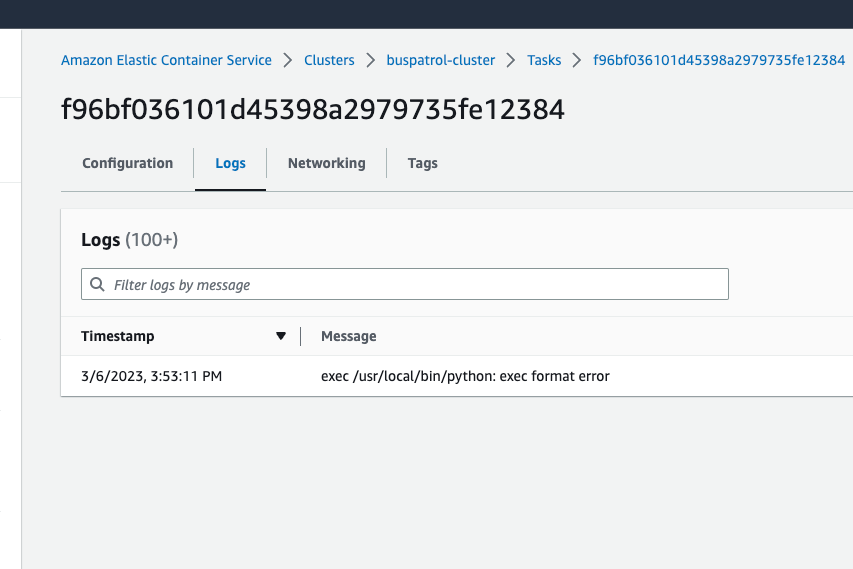 Amazon Elastic Container Service > Clusters > buspatrol-cluster > Tasks > f96bf036101d45398a2979735fe12384
f96bf036101d45398a2979735fe12384
Configuration Logs Networking Tags
Logs (100+)
Filter logs by message
Timestamp ▼ Message
3/6/2023, 3:53:11 PM exec /usr/local/bin/python: exec format error